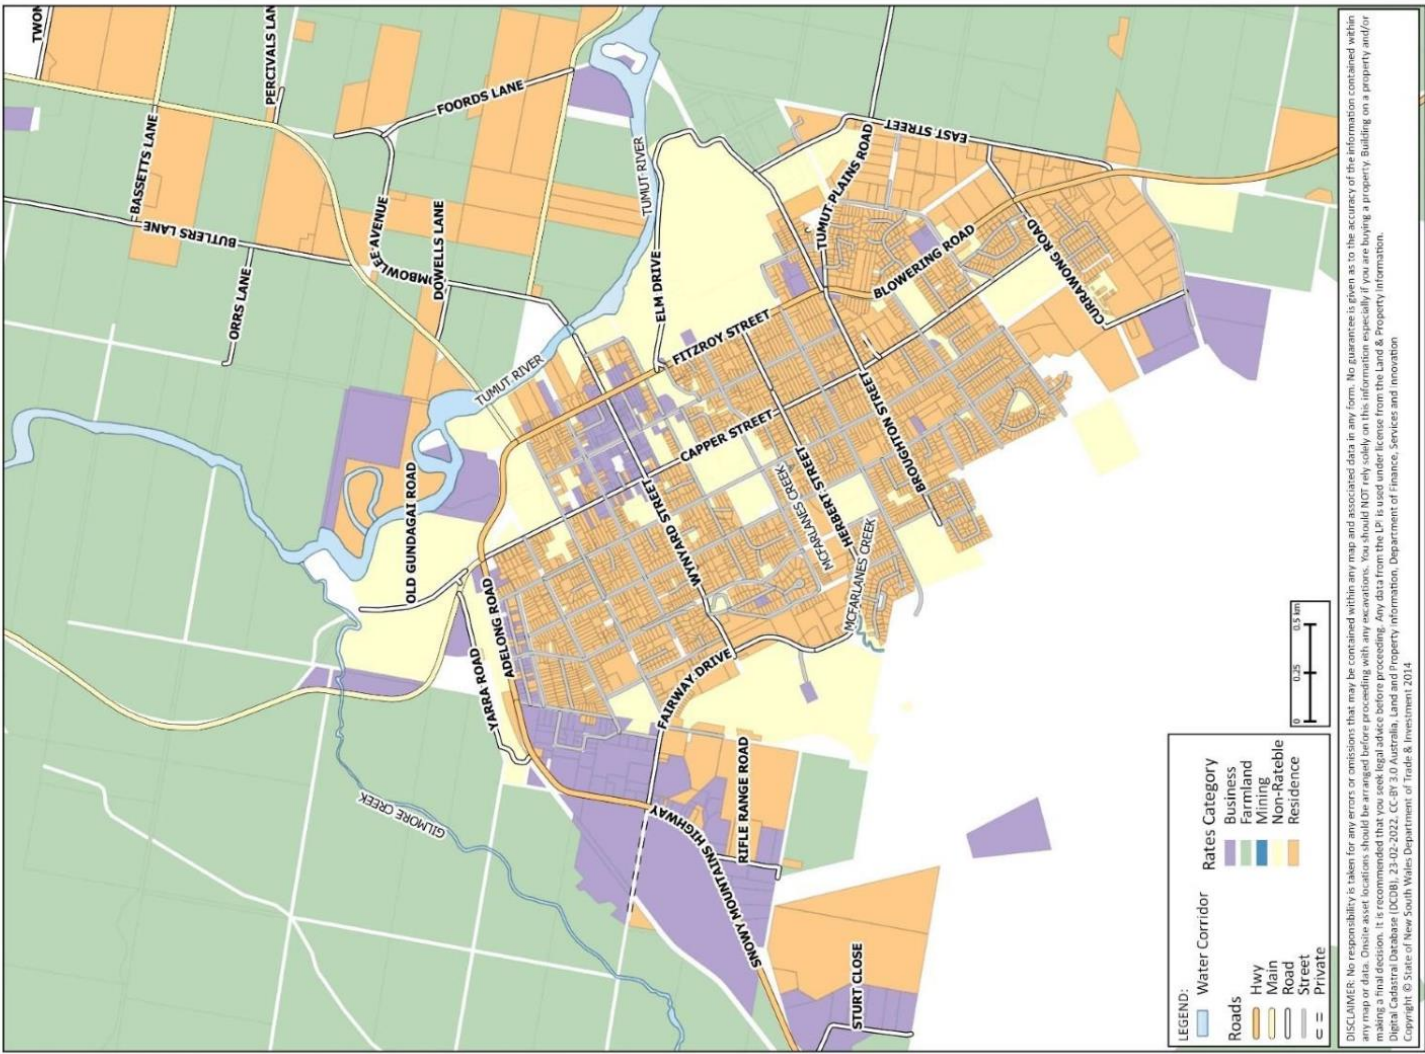 TWON
PERCIVALS LAN
FOORDS LANE
BASSETTS LANE
BUTLERS LANE
ORRS LANE
OMBOWLEE AVENUE
DOWELLS LANE
TUMUT RIVER
ELM DRIVE
EAST STREET
TUMUT PLAINS ROAD
BLOWERING ROAD
CURRAWONG ROAD
TUMUT RIVER
FITZROY STREET
CAPPER STREET
OLD GUNDAGAI ROAD
WYNYARD STREET
HERBERT STREET
BROUGHTON STREET
MCFARLANES CREEK
MCFARLANES CREEK
ADELONG ROAD
YARRA ROAD
FAIRWAY DRIVE
GILMORE CREEK
RIFLE RANGE ROAD
SNOWY MOUNTAINS HIGHWAY
STURT CLOSE
0 0.25 0.5 km
LEGEND:
Water Corridor
Roads
Hwy
Main
Road
Street
Private
Rates Category
Business
Farmland
Mining
Non-Rateble
Residence
DISCLAIMER: No responsibility is taken for any errors or omissions that may be contained within any map and associated data in any form. No guarantee is given as to the accuracy of the information contained within
any map or data. Onsite asset locations should be arranged before proceeding with any excavations. You should NOT rely solely on this information especially if you are buying a property. Building on a property and/or
making a final decision. It is recommended that you seek legal advice before proceeding. Any data from the LPI is used under license from the Land & Property Information.
Digital Cadastral Database (DCDB), 23-02-2022. CC-BY 3.0 Australia, Land and Property information, Department of Finance, Services and Innovation
Copyright © State of New South Wales Department of Trade & Investment 2014